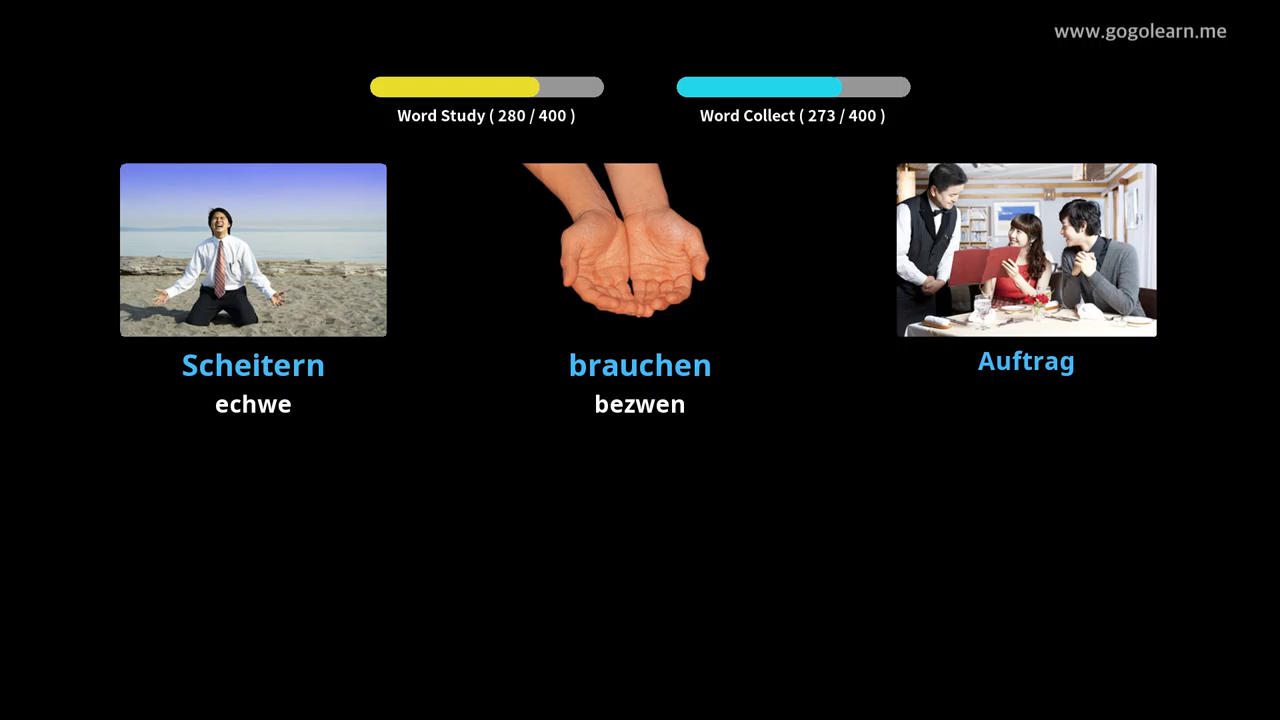 www.gogolearn.me
Word Study ( 280 / 400 )
Word Collect ( 273 / 400 )
Scheitern
brauchen
Auftrag
echwe
bezwen